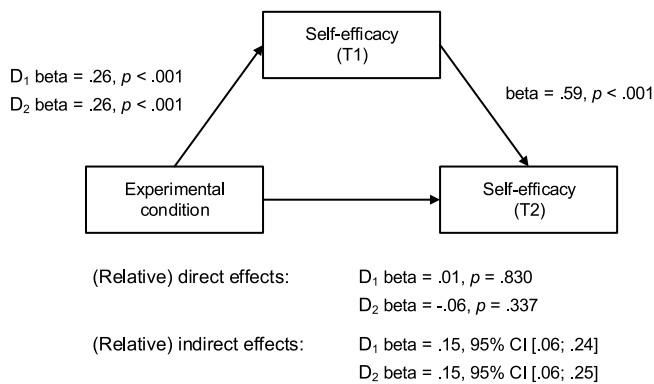 Self-efficacy
(T1)
D₁ beta = .26, p < .001
D₂ beta = .26, p < .001
beta = .59, p < .001
Experimental
condition
Self-efficacy
(T2)
(Relative) direct effects: D₁ beta = .01, p = .830
D₂ beta = -.06, p = .337
(Relative) indirect effects: D₁ beta = .15, 95% CI [.06; .24]
D₂ beta = .15, 95% CI [.06; .25]